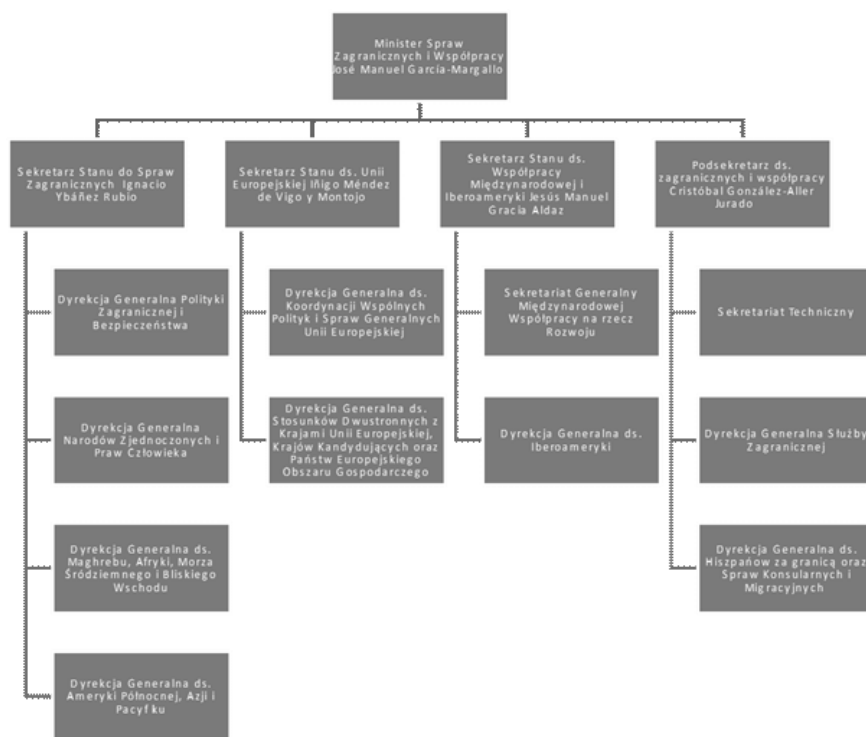 Minister Spraw
Zagranicznych i Współpracy
José Manuel García-Margallo
Sekretarz Stanu do Spraw
Zagranicznych Ignacio
Ybáñez Rubio
Sekretarz Stanu ds. Unii
Europejskiej Iñigo Méndez
de Vigo y Montojo
Sekretarz Stanu ds.
Współpracy
Międzynarodowej i
Iberoameryki Jesús Manuel
Gracia Aldaz
Podsekretarz ds.
zagranicznych i współpracy
Cristóbal González-Aller
Jurado
Dyrekcja Generalna Polityki
Zagranicznej i
Bezpieczeństwa
Dyrekcja Generalna
Narodów Zjednoczonych i
Praw Człowieka
Dyrekcja Generalna ds.
Maghrebu, Afryki, Morza
Śródziemnego i Bliskiego
Wschodu
Dyrekcja Generalna ds.
Ameryki Północnej, Azji i
Pacyfiku
Dyrekcja Generalna ds.
Koordynacji Wspólnych
Polityk i Spraw Generalnych
Unii Europejskiej
Dyrekcja Generalna ds.
Stosunków Dwustronnych z
Krajami Unii Europejskiej,
Krajów Kandydujących oraz
Państw Europejskiego
Obszaru Gospodarczego
Sekretariat Generalny
Międzynarodowej
Współpracy na rzecz
Rozwoju
Dyrekcja Generalna ds.
Iberoameryki
Sekretariat Techniczny
Dyrekcja Generalna Służby
Zagranicznej
Dyrekcja Generalna ds.
Hiszpanów za granicą oraz
Spraw Konsularnych i
Migracyjnych